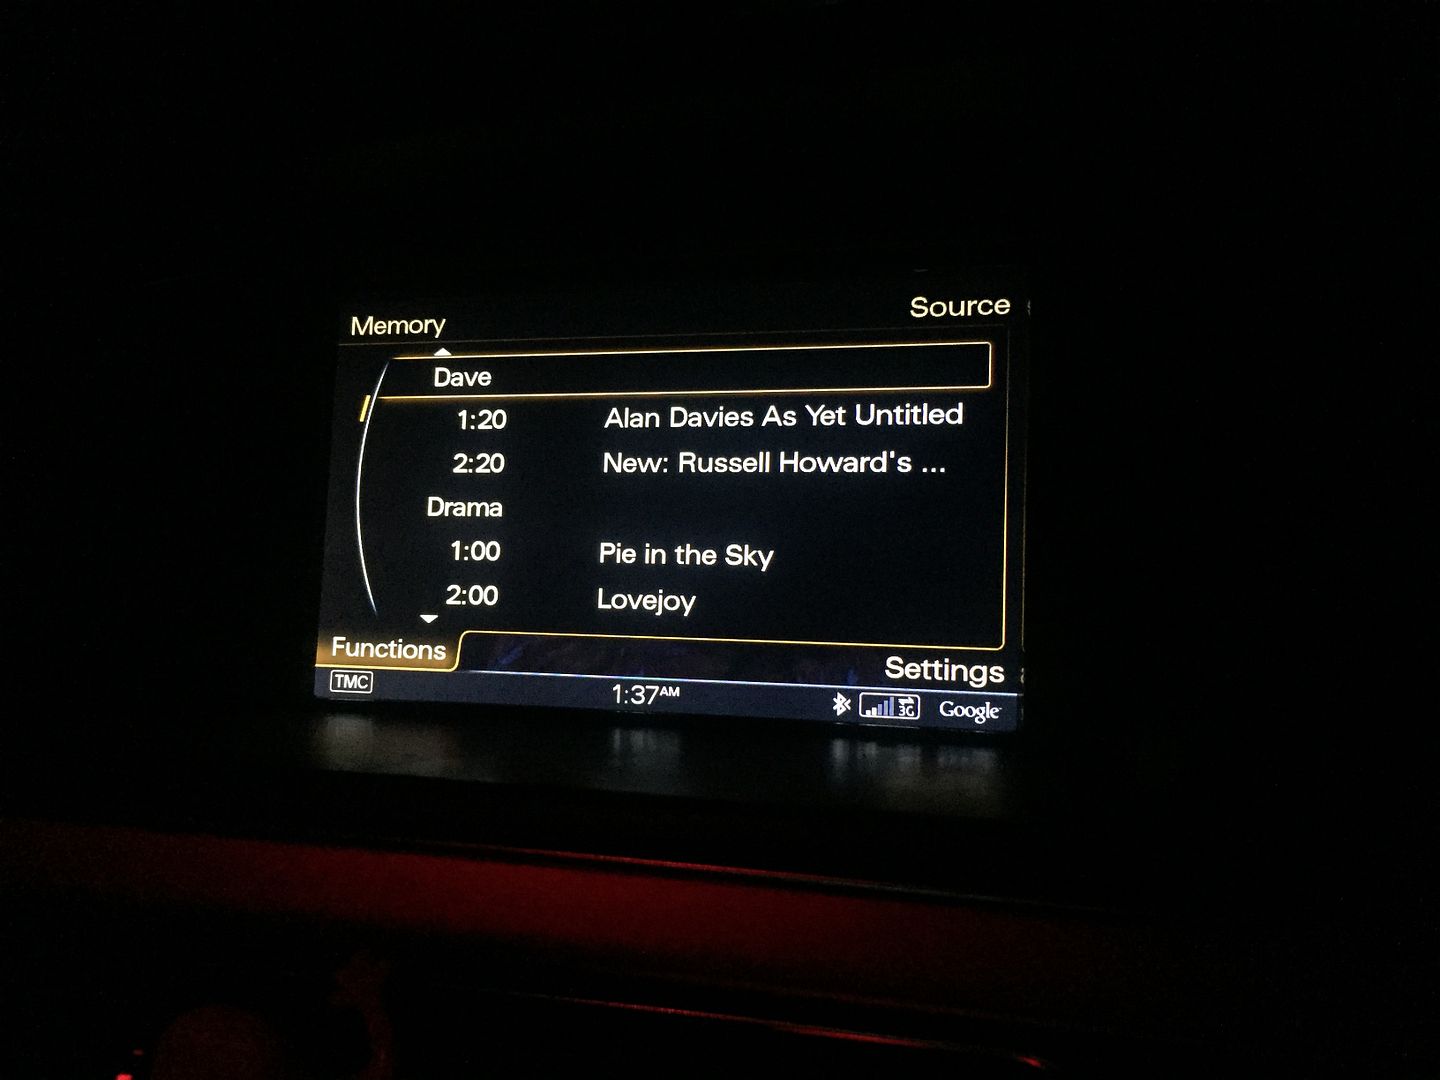 Memory
Source
Dave
1:20 Alan Davies As Yet Untitled
2:20 New: Russell Howard's ...
Drama
1:00 Pie in the Sky
2:00 Lovejoy
Functions
Settings
TMC
1:37AM
3G
Google